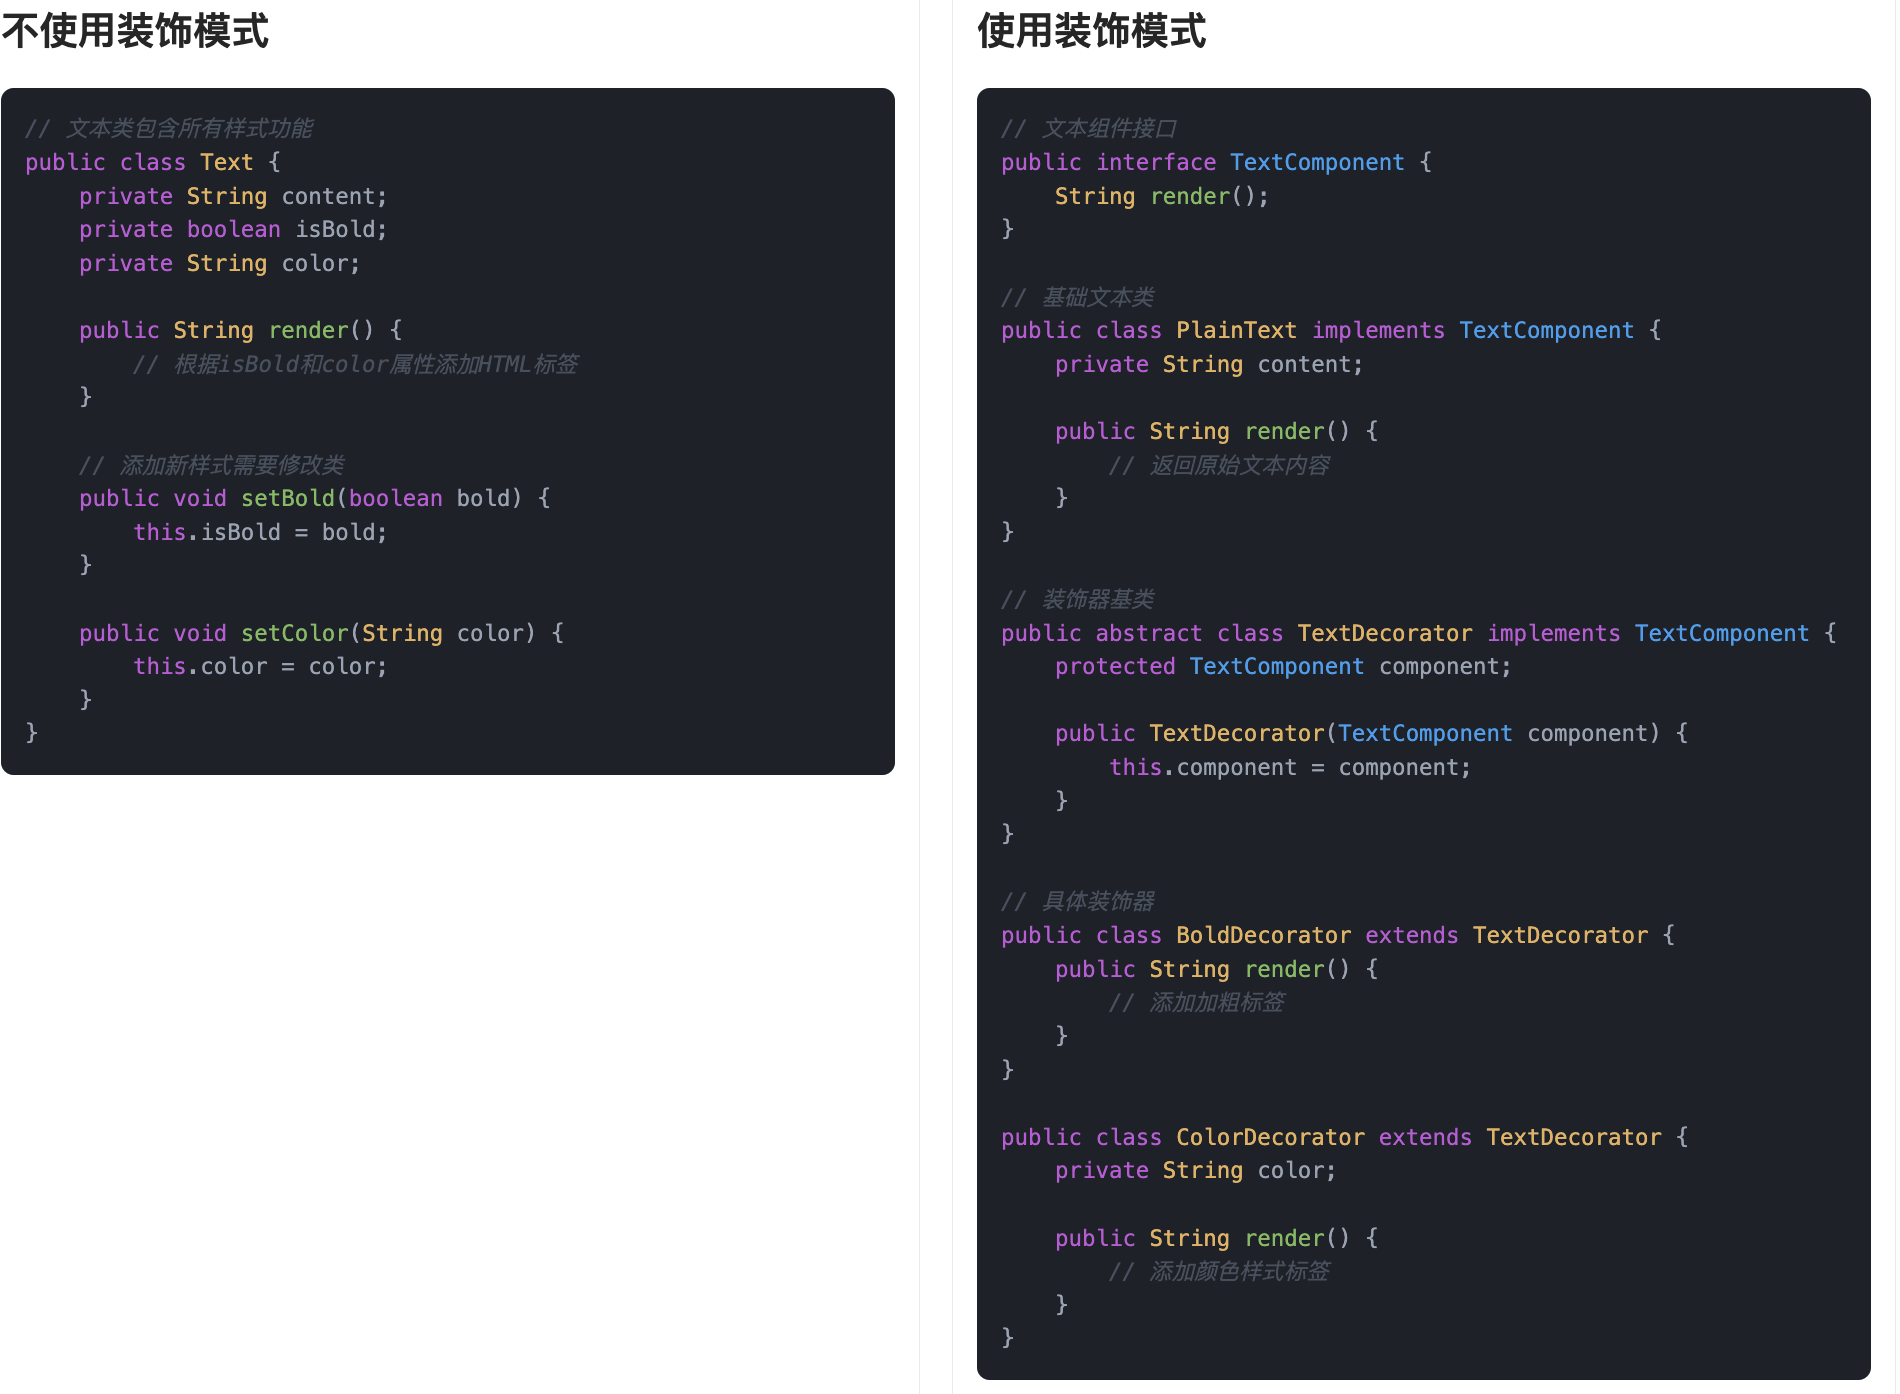 不使用装饰模式
// 文本类包含所有样式功能
public class Text {
    private String content;
    private boolean isBold;
    private String color;

    public String render() {
        // 根据isBold和color属性添加HTML标签
    }

    // 添加新样式需要修改类
    public void setBold(boolean bold) {
        this.isBold = bold;
    }

    public void setColor(String color) {
        this.color = color;
    }
}
使用装饰模式
// 文本组件接口
public interface TextComponent {
    String render();
}

// 基础文本类
public class PlainText implements TextComponent {
    private String content;

    public String render() {
        // 返回原始文本内容
    }
}

// 装饰器基类
public abstract class TextDecorator implements TextComponent {
    protected TextComponent component;

    public TextDecorator(TextComponent component) {
        this.component = component;
    }
}

// 具体装饰器
public class BoldDecorator extends TextDecorator {
    public String render() {
        // 添加加粗标签
    }
}

public class ColorDecorator extends TextDecorator {
    private String color;

    public String render() {
        // 添加颜色样式标签
    }
}